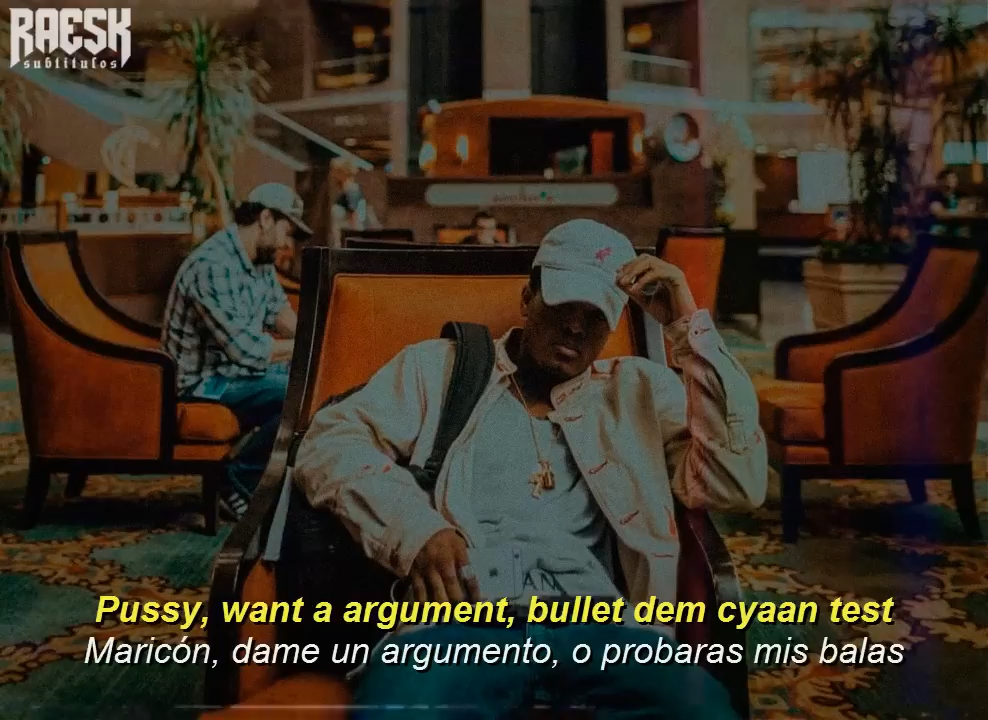 RAESK
subtitulos
Pussy, want a argument, bullet dem cyaan test
Maricón, dame un argumento, o probaras mis balas